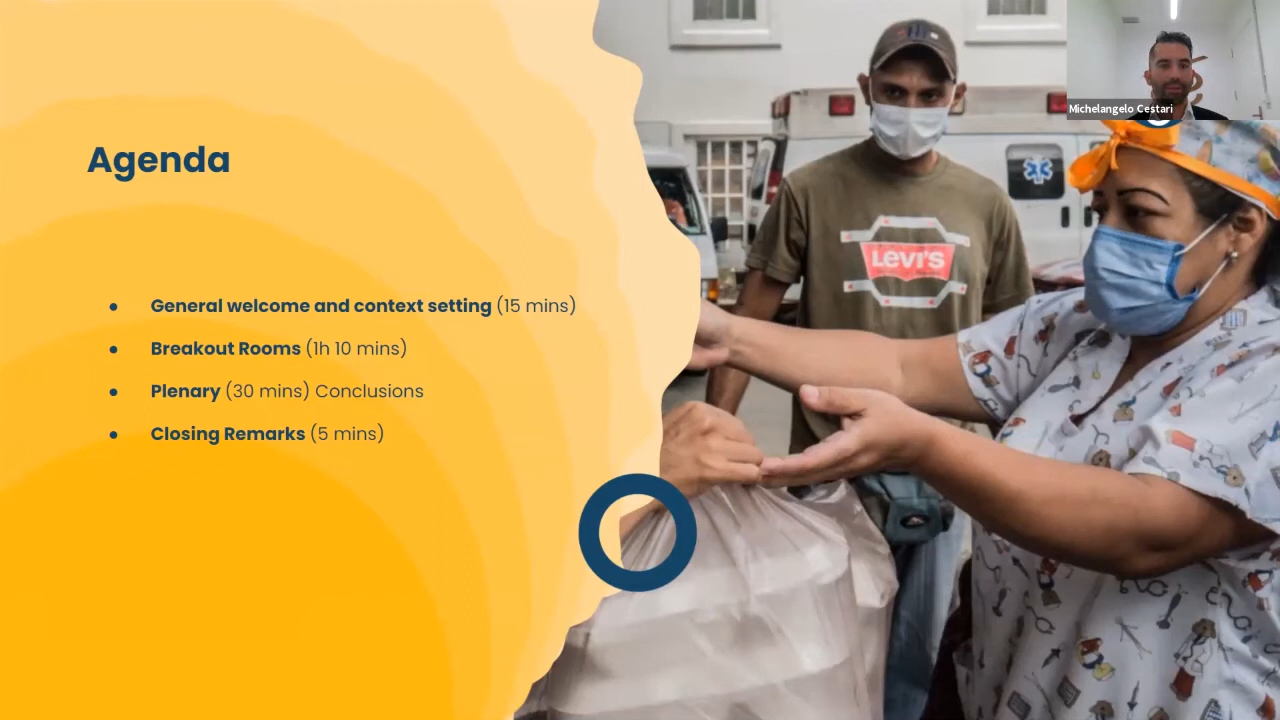 Michelangelo Cestari
Agenda
● General welcome and context setting (15 mins)
● Breakout Rooms (1h 10 mins)
● Plenary (30 mins) Conclusions
● Closing Remarks (5 mins)
LEVI'S